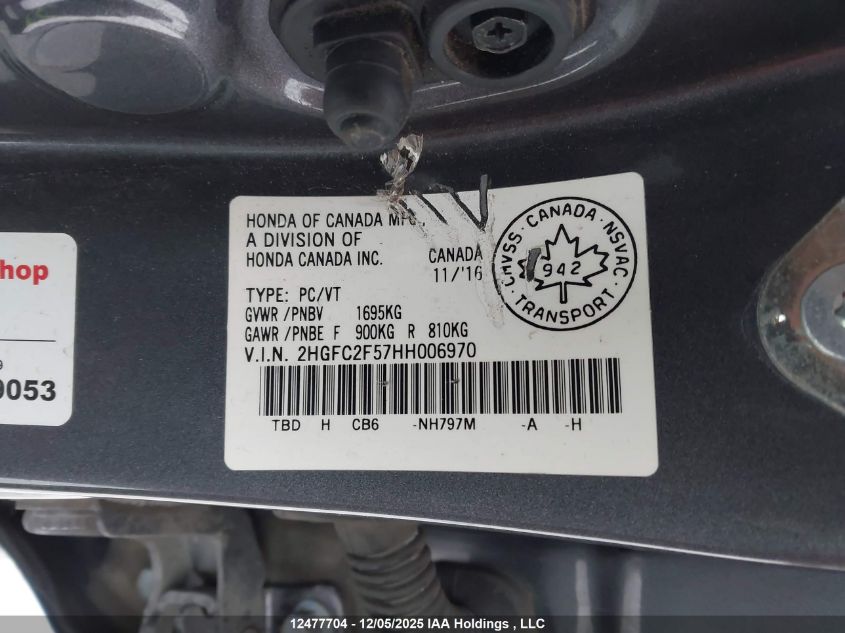 HONDA OF CANADA MFG.
A DIVISION OF
HONDA CANADA INC.
CANADA
11/'16
TYPE: PC/VT
GVWR /PNBV 1695KG
GAWR /PNBE F 900KG R 810KG
V.I.N. 2HGFC2F57HH006970
TBD H CB6 -NH797M -A -H
CANADA · NSVAC · TRANSPORT
942
hop
9
0053
12477704 - 12/05/2025 IAA Holdings , LLC